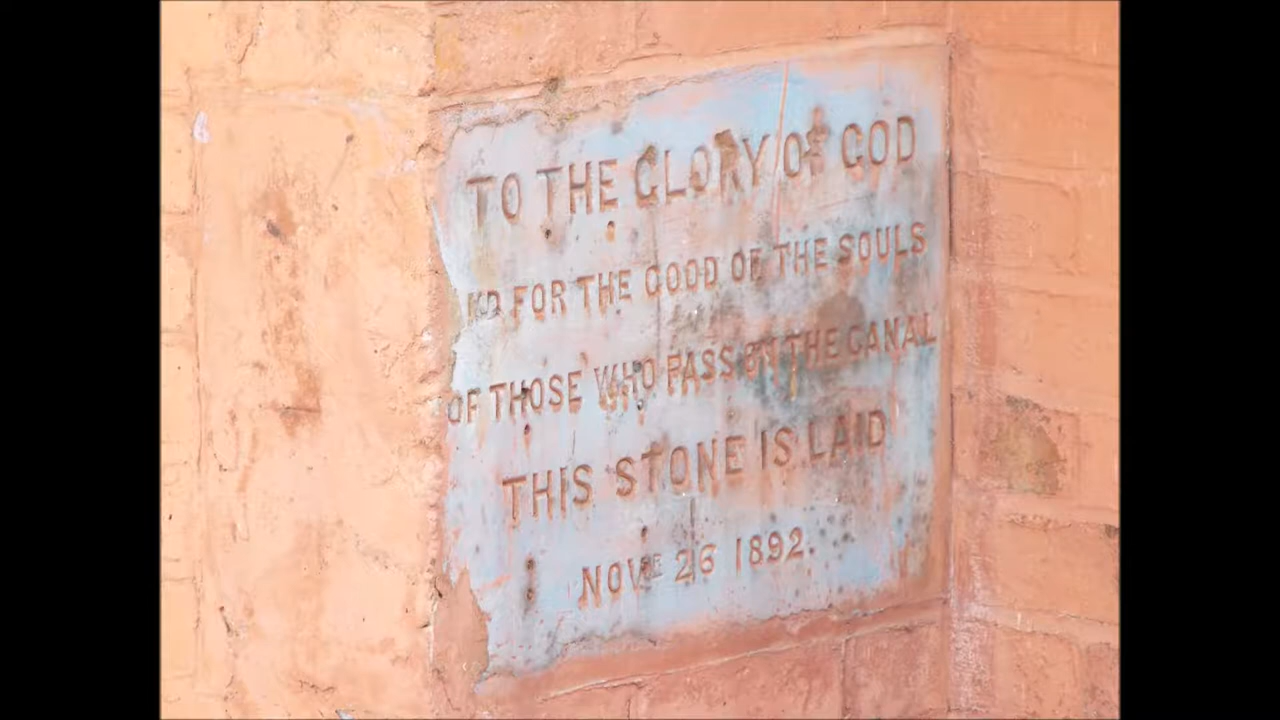 TO THE GLORY OF GOD
AND FOR THE GOOD OF THE SOULS
OF THOSE WHO PASS ON THE CANAL
THIS STONE IS LAID
NOVR 26 1892.